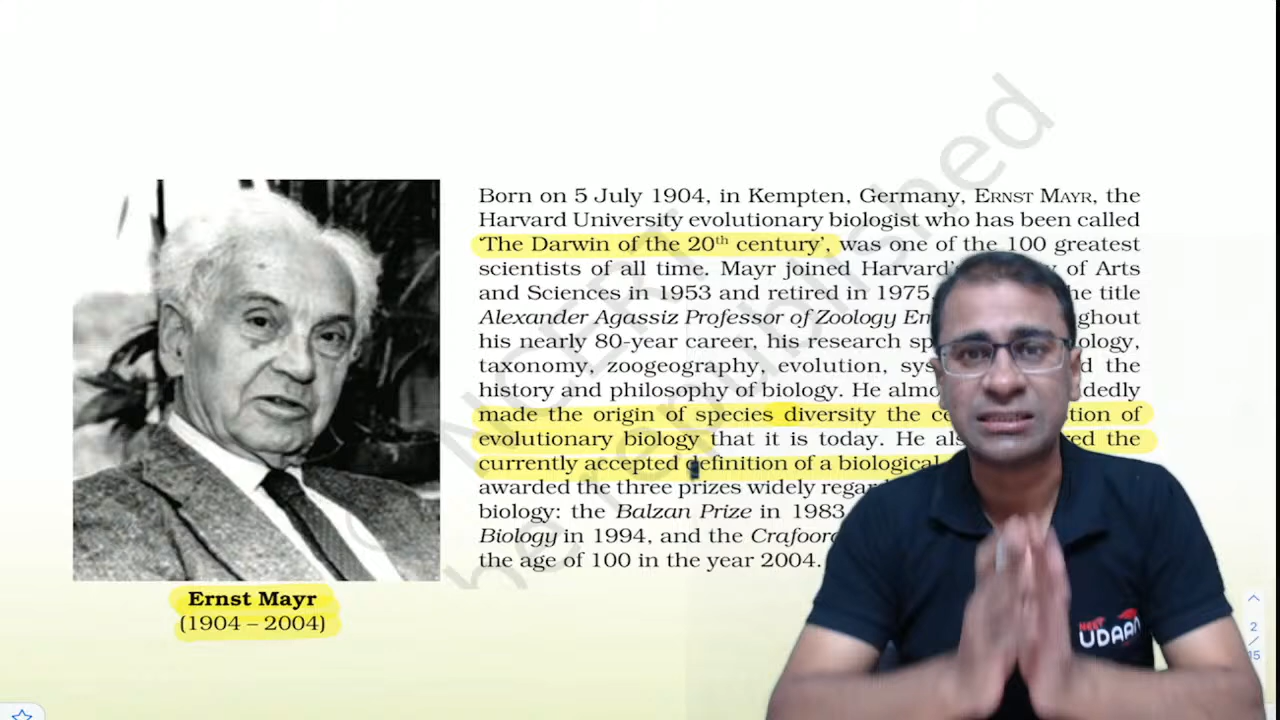 Born on 5 July 1904, in Kempten, Germany, ERNST MAYR, the
Harvard University evolutionary biologist who has been called
‘The Darwin of the 20th century’, was one of the 100 greatest
scientists of all time. Mayr joined Harvard's of Arts
and Sciences in 1953 and retired in 1975. title
Alexander Agassiz Professor of Zoology
his nearly 80-year career, his research
taxonomy, zoogeography, evolution, the
history and philosophy of biology. He
made the origin of species diversity the of
evolutionary biology that it is today. He the
currently accepted definition of a biological
awarded the three prizes widely
biology: the Balzan Prize in 1983
Biology in 1994, and the
the age of 100 in the year 2004.
Ernst Mayr
(1904 – 2004)
NEET
UDAAN
2
/
15
© NCERT
be republished